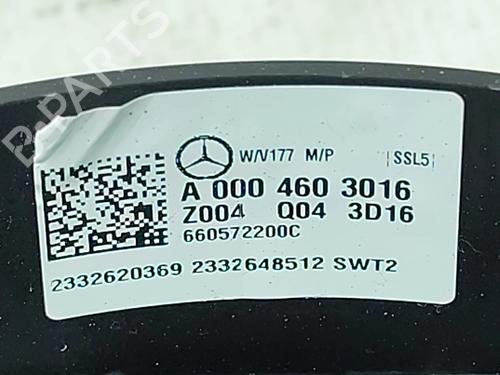 B-PARTS
W/V177 M/P |SSL5|
A 000 460 3016
Z004 Q04 3D16
660572200C
2332620369 2332648512 SWT2